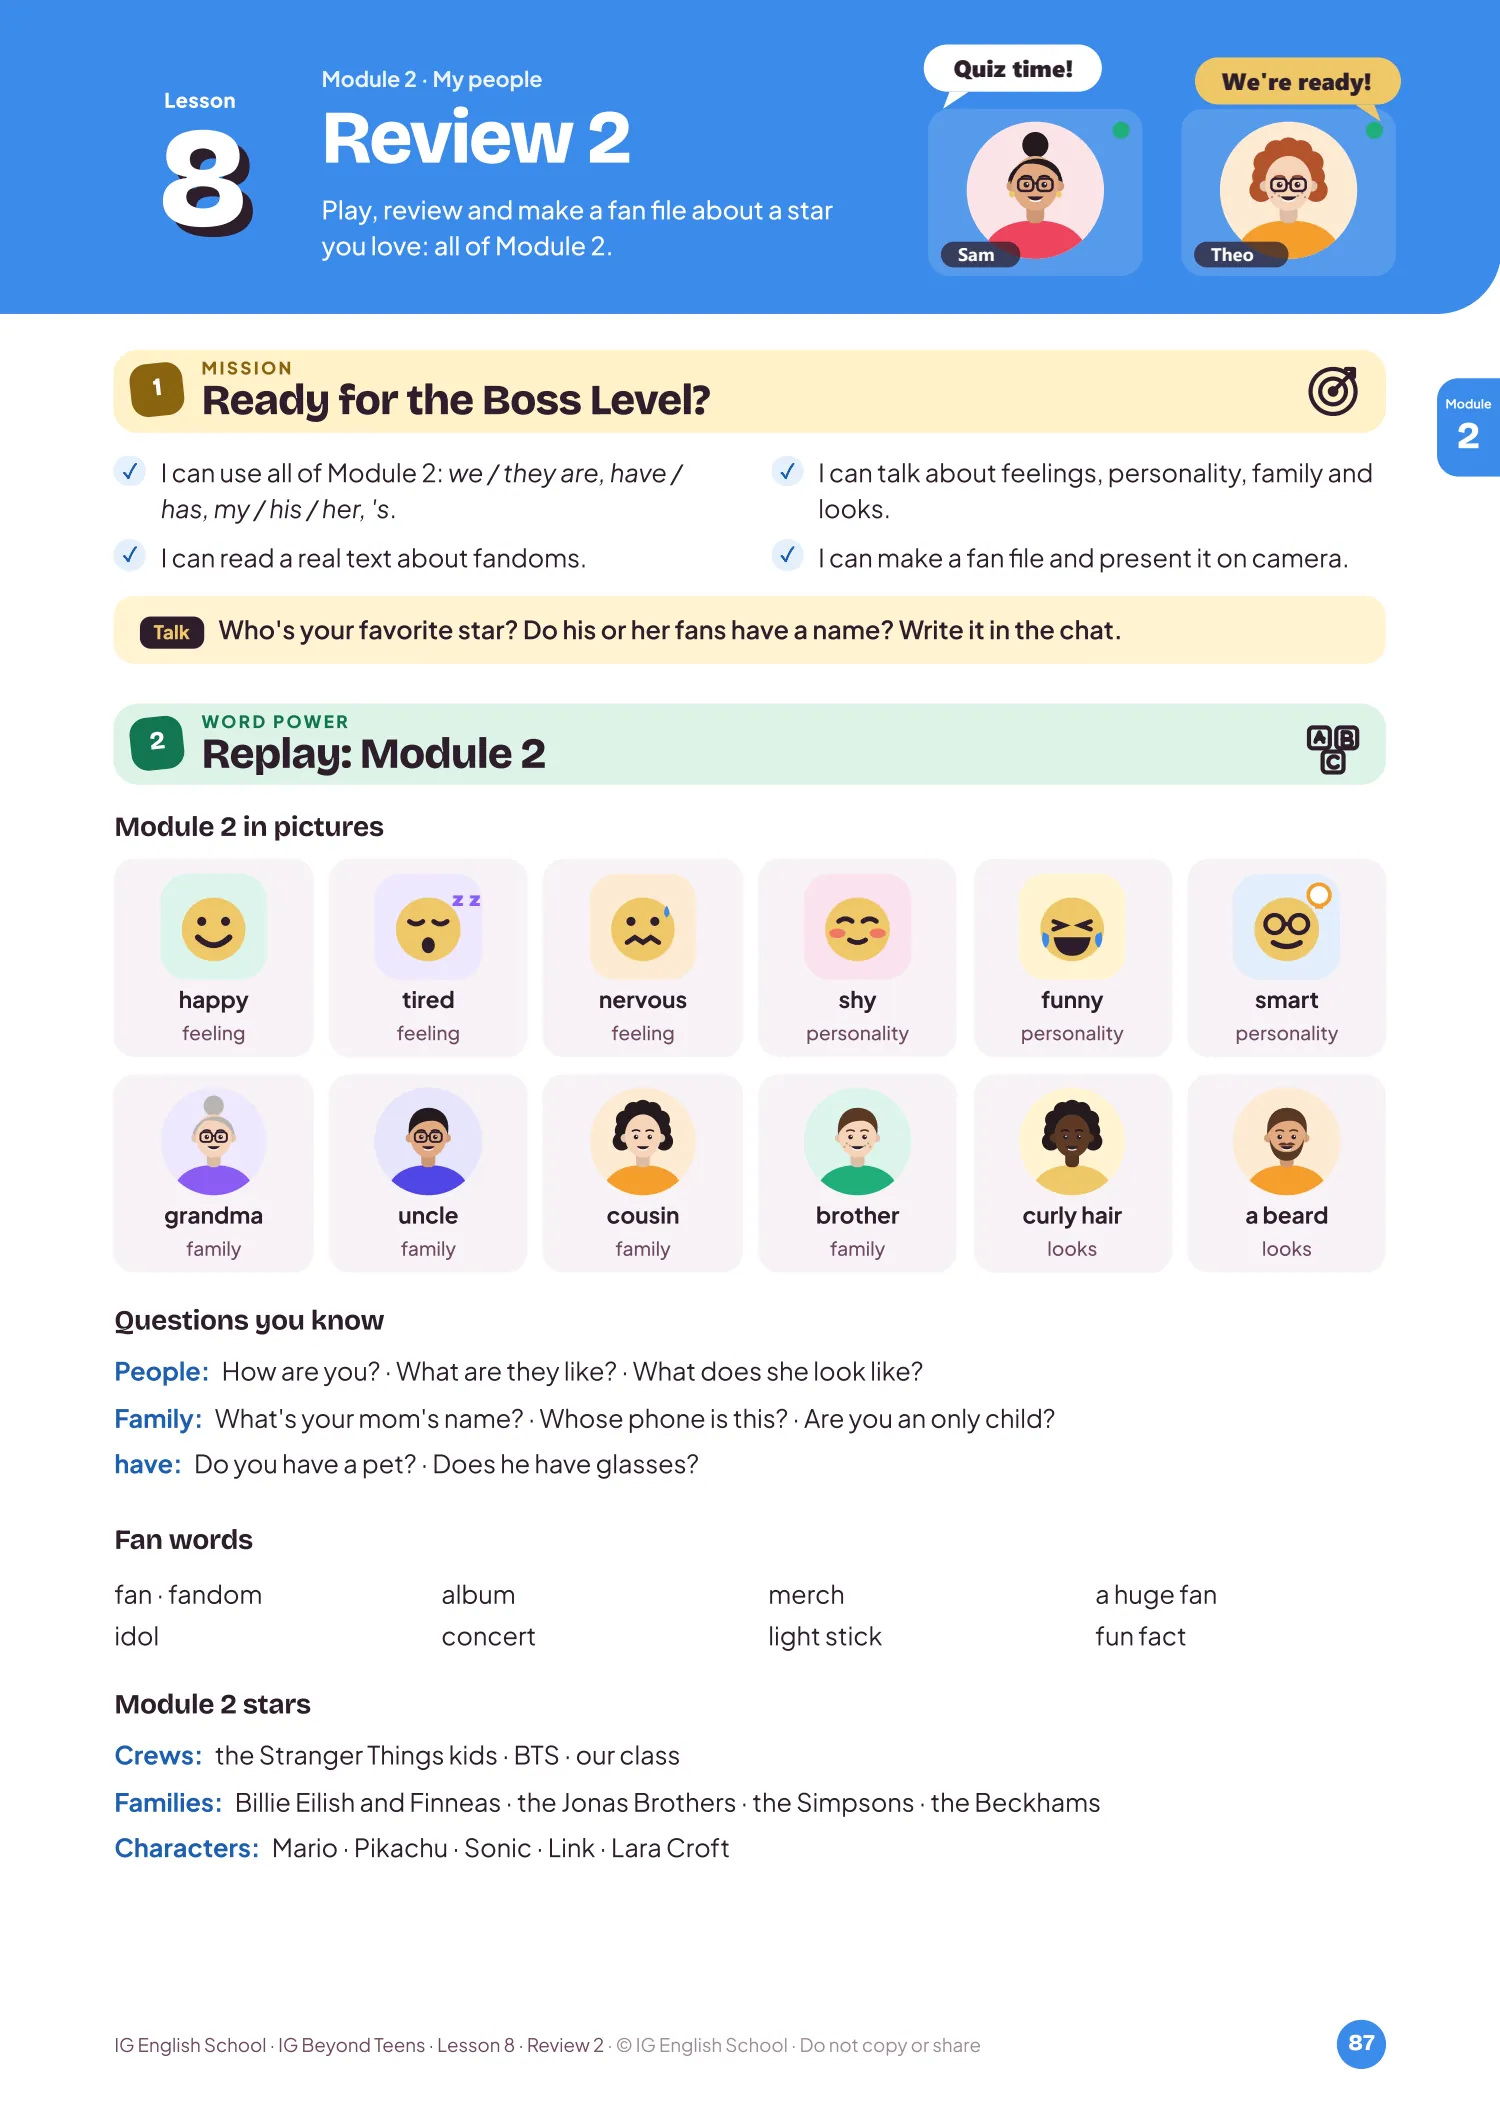 Lesson
8
Module 2 · My people
Review 2
Play, review and make a fan file about a star
you love: all of Module 2.
Quiz time!
We're ready!
Sam
Theo
Module
2
1
MISSION
Ready for the Boss Level?
I can use all of Module 2: we / they are, have /
has, my / his / her, 's.
I can talk about feelings, personality, family and
looks.
I can read a real text about fandoms.
I can make a fan file and present it on camera.
Talk
Who's your favorite star? Do his or her fans have a name? Write it in the chat.
2
WORD POWER
Replay: Module 2
A B
C
Module 2 in pictures
z z
happy
feeling
tired
feeling
nervous
feeling
shy
personality
funny
personality
smart
personality
grandma
family
uncle
family
cousin
family
brother
family
curly hair
looks
a beard
looks
Questions you know
People: How are you? · What are they like? · What does she look like?
Family: What's your mom's name? · Whose phone is this? · Are you an only child?
have: Do you have a pet? · Does he have glasses?
Fan words
fan · fandom
album
merch
a huge fan
idol
concert
light stick
fun fact
Module 2 stars
Crews: the Stranger Things kids · BTS · our class
Families: Billie Eilish and Finneas · the Jonas Brothers · the Simpsons · the Beckhams
Characters: Mario · Pikachu · Sonic · Link · Lara Croft
IG English School · IG Beyond Teens · Lesson 8 · Review 2 · © IG English School · Do not copy or share
87